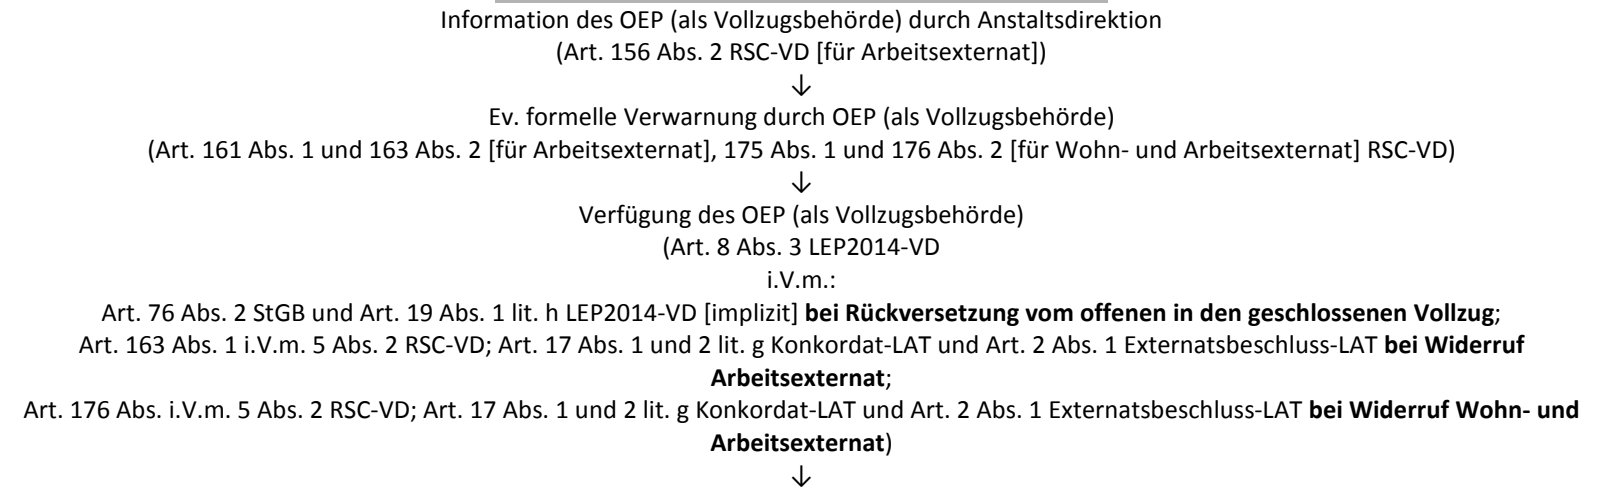 Information des OEP (als Vollzugsbehörde) durch Anstaltsdirektion
(Art. 156 Abs. 2 RSC-VD [für Arbeitsexternat])
↓
Ev. formelle Verwarnung durch OEP (als Vollzugsbehörde)
(Art. 161 Abs. 1 und 163 Abs. 2 [für Arbeitsexternat], 175 Abs. 1 und 176 Abs. 2 [für Wohn- und Arbeitsexternat] RSC-VD)
↓
Verfügung des OEP (als Vollzugsbehörde)
(Art. 8 Abs. 3 LEP2014-VD
i.V.m.:
Art. 76 Abs. 2 StGB und Art. 19 Abs. 1 lit. h LEP2014-VD [implizit] bei Rückversetzung vom offenen in den geschlossenen Vollzug;
Art. 163 Abs. 1 i.V.m. 5 Abs. 2 RSC-VD; Art. 17 Abs. 1 und 2 lit. g Konkordat-LAT und Art. 2 Abs. 1 Externatsbeschluss-LAT bei Widerruf
Arbeitsexternat;
Art. 176 Abs. i.V.m. 5 Abs. 2 RSC-VD; Art. 17 Abs. 1 und 2 lit. g Konkordat-LAT und Art. 2 Abs. 1 Externatsbeschluss-LAT bei Widerruf Wohn- und
Arbeitsexternat)
↓